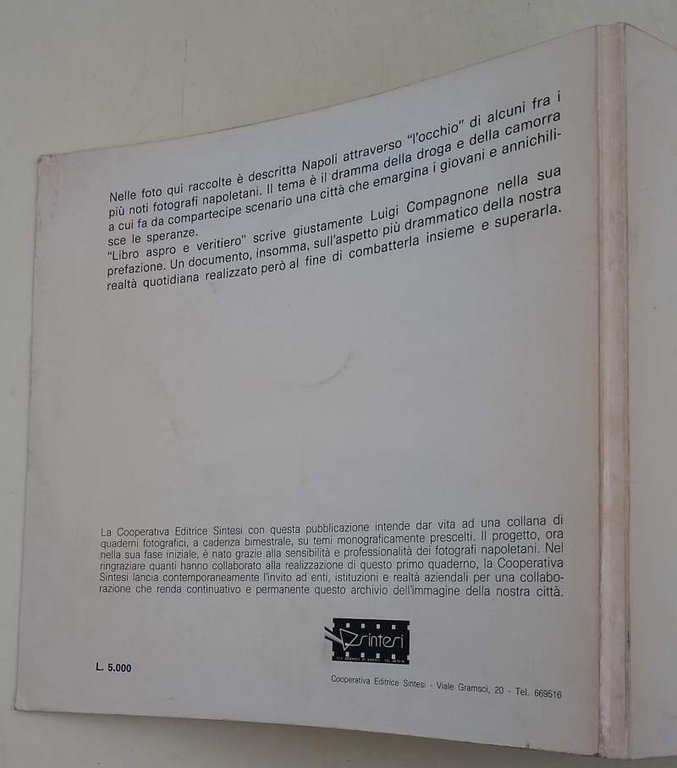 Nelle foto qui raccolte è descritta Napoli attraverso "l'occhio" di alcuni fra i
più noti fotografi napoletani. Il tema è il dramma della droga e della camorra
a cui fa da compartecipe scenario una città che emargina i giovani e annichili-
sce le speranze.
"Libro aspro e veritiero" scrive giustamente Luigi Compagnone nella sua
prefazione. Un documento, insomma, sull'aspetto più drammatico della nostra
realtà quotidiana realizzato però al fine di combatterla insieme e superarla.
La Cooperativa Editrice Sintesi con questa pubblicazione intende dar vita ad una collana di
quaderni fotografici, a cadenza bimestrale, su temi monograficamente prescelti. Il progetto, ora
nella sua fase iniziale, è nato grazie alla sensibilità e professionalità dei fotografi napoletani. Nel
ringraziare quanti hanno collaborato alla realizzazione di questo primo quaderno, la Cooperativa
Sintesi lancia contemporaneamente l'invito ad enti, istituzioni e realtà aziendali per una collabo-
razione che renda continuativo e permanente questo archivio dell'immagine della nostra città.
sintesi
L. 5.000
Cooperativa Editrice Sintesi - Viale Gramsci, 20 - Tel. 669516